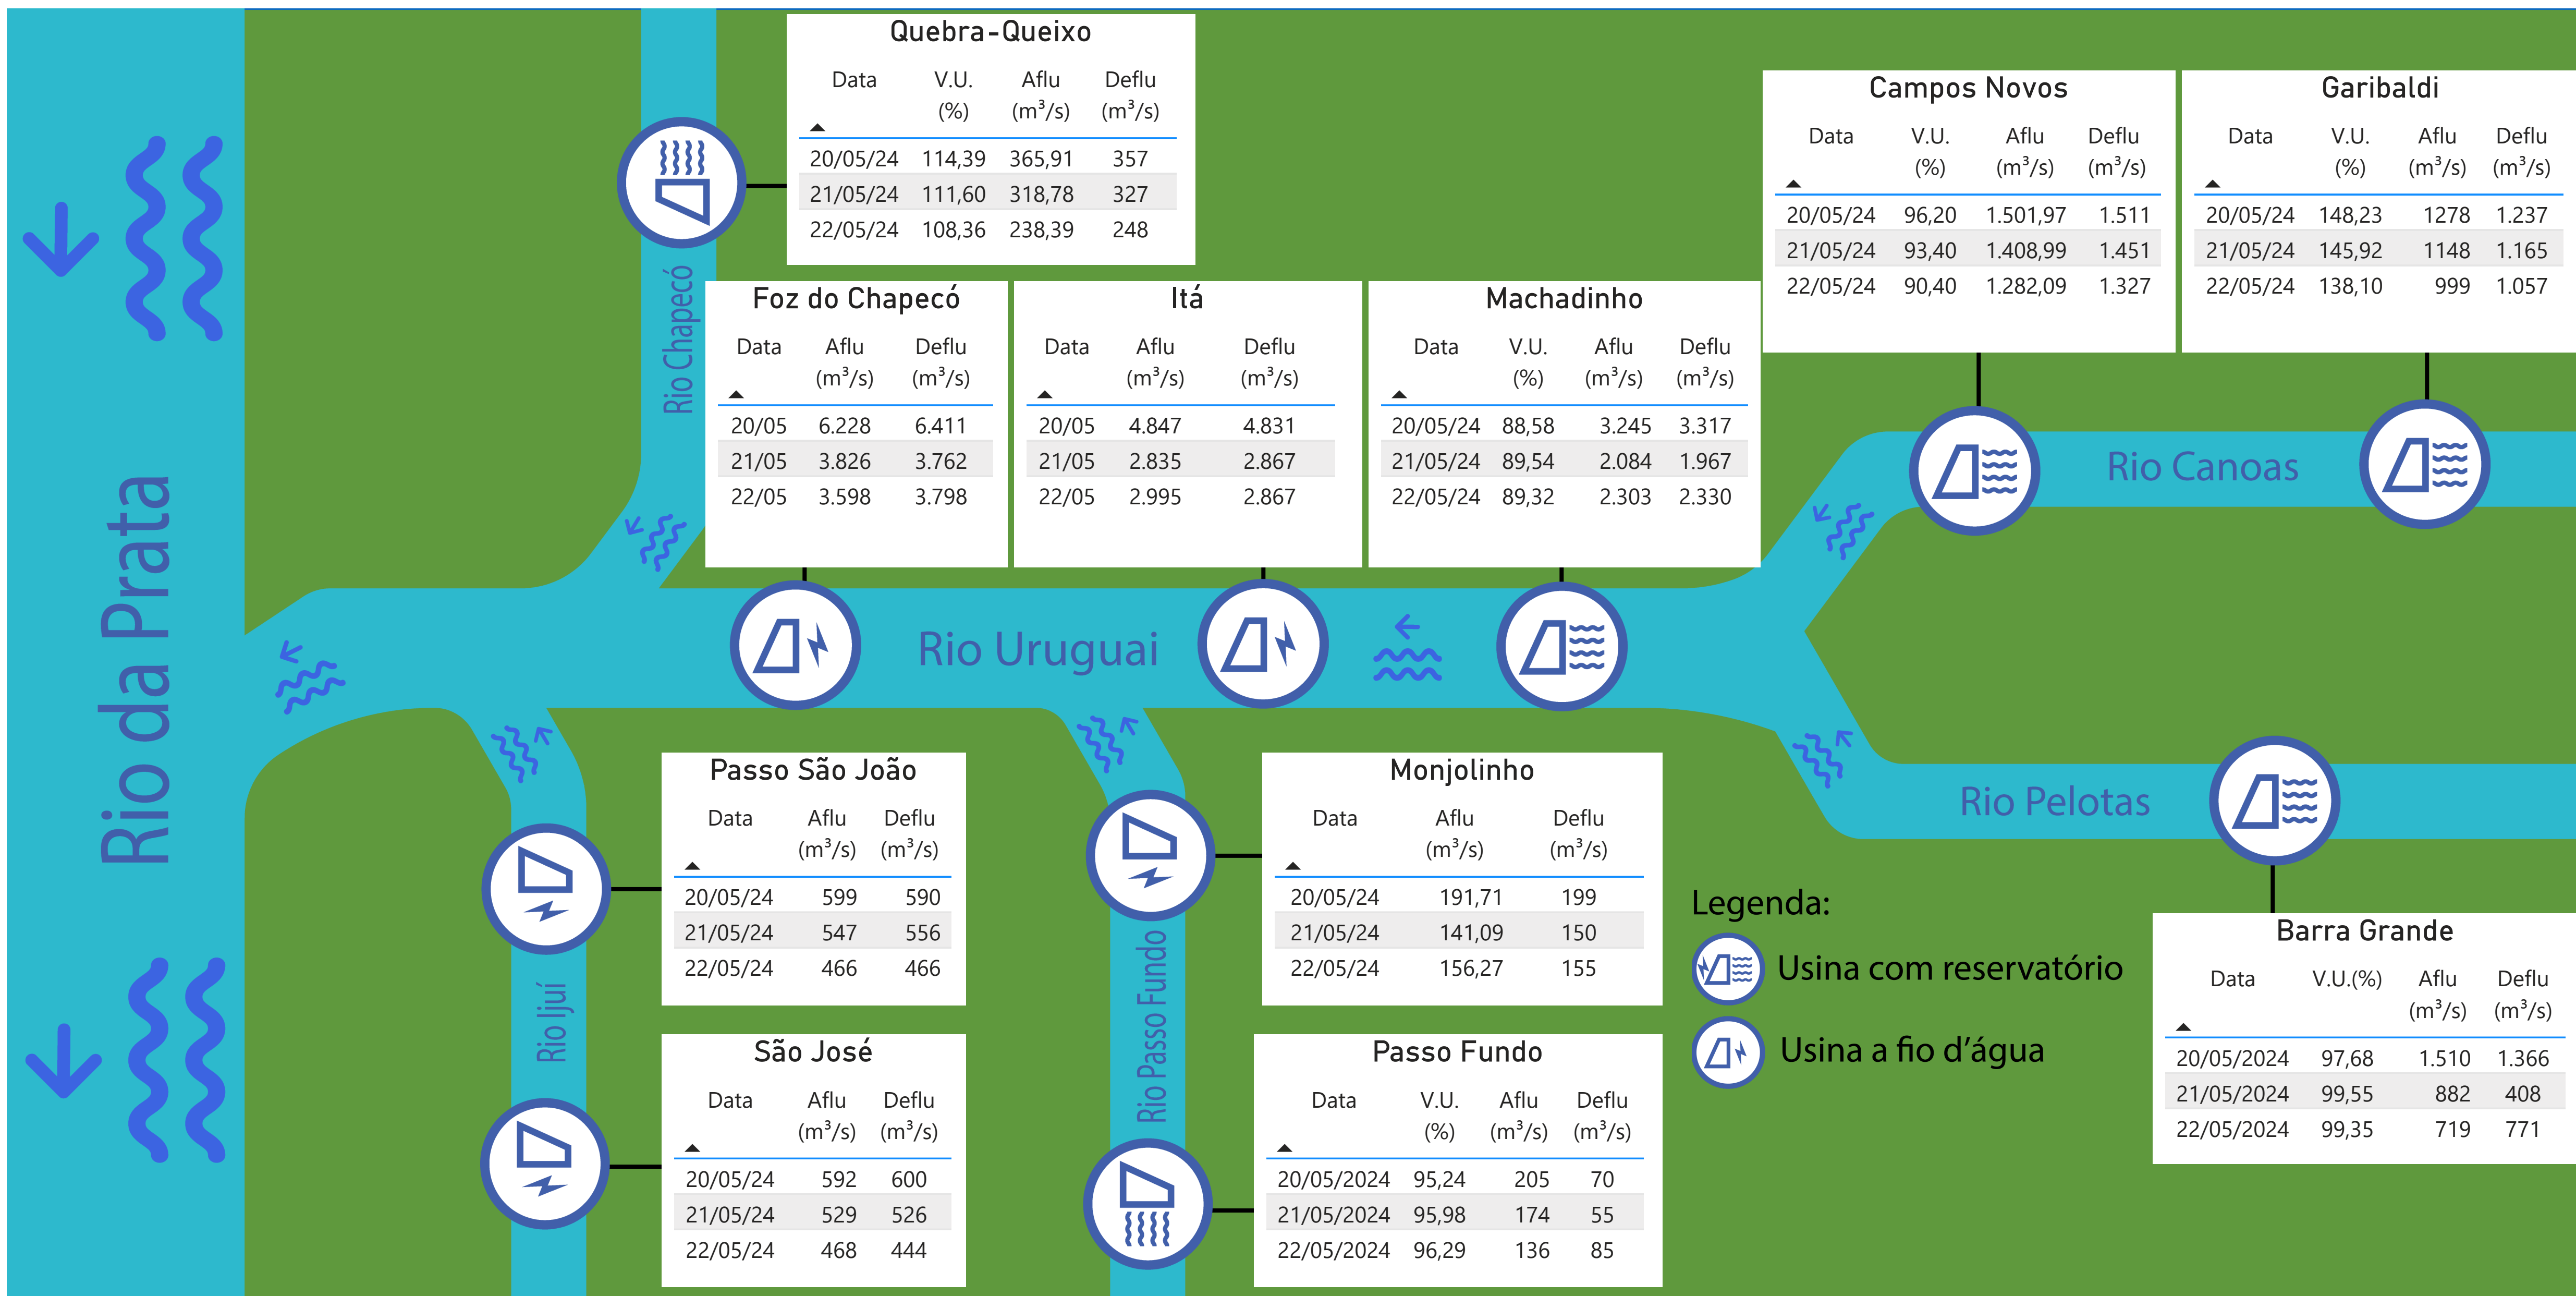 Quebra-Queixo
Data V.U. Aflu Deflu
(%) (m³/s) (m³/s)
20/05/24 114,39 365,91 357
21/05/24 111,60 318,78 327
22/05/24 108,36 238,39 248
Campos Novos
Data V.U. Aflu Deflu
(%) (m³/s) (m³/s)
20/05/24 96,20 1.501,97 1.511
21/05/24 93,40 1.408,99 1.451
22/05/24 90,40 1.282,09 1.327
Garibaldi
Data V.U. Aflu Deflu
(%) (m³/s) (m³/s)
20/05/24 148,23 1278 1.237
21/05/24 145,92 1148 1.165
22/05/24 138,10 999 1.057
Rio Chapecó
Foz do Chapecó
Data Aflu Deflu
(m³/s) (m³/s)
20/05 6.228 6.411
21/05 3.826 3.762
22/05 3.598 3.798
Itá
Data Aflu Deflu
(m³/s) (m³/s)
20/05 4.847 4.831
21/05 2.835 2.867
22/05 2.995 2.867
Machadinho
Data V.U. Aflu Deflu
(%) (m³/s) (m³/s)
20/05/24 88,58 3.245 3.317
21/05/24 89,54 2.084 1.967
22/05/24 89,32 2.303 2.330
Rio Canoas
Rio da Prata
Rio Uruguai
Rio Pelotas
Passo São João
Data Aflu Deflu
(m³/s) (m³/s)
20/05/24 599 590
21/05/24 547 556
22/05/24 466 466
Monjolinho
Data Aflu Deflu
(m³/s) (m³/s)
20/05/24 191,71 199
21/05/24 141,09 150
22/05/24 156,27 155
Rio Ijuí
Rio Passo Fundo
São José
Data Aflu Deflu
(m³/s) (m³/s)
20/05/24 592 600
21/05/24 529 526
22/05/24 468 444
Passo Fundo
Data V.U. Aflu Deflu
(%) (m³/s) (m³/s)
20/05/2024 95,24 205 70
21/05/2024 95,98 174 55
22/05/2024 96,29 136 85
Legenda:
Usina com reservatório
Usina a fio d'água
Barra Grande
Data V.U.(%) Aflu Deflu
(m³/s) (m³/s)
20/05/2024 97,68 1.510 1.366
21/05/2024 99,55 882 408
22/05/2024 99,35 719 771